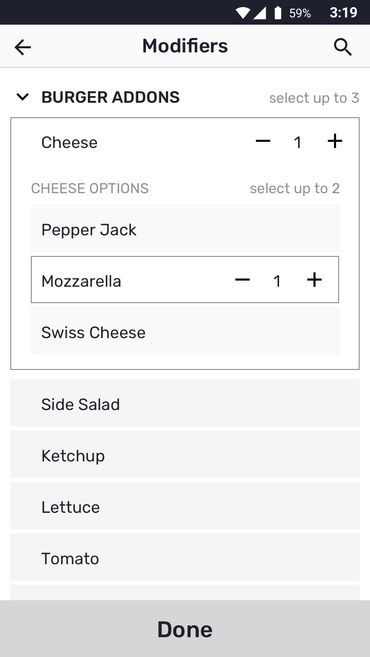 59% 3:19
Modifiers
BURGER ADDONS select up to 3
Cheese 1
CHEESE OPTIONS select up to 2
Pepper Jack
Mozzarella 1
Swiss Cheese
Side Salad
Ketchup
Lettuce
Tomato
Done